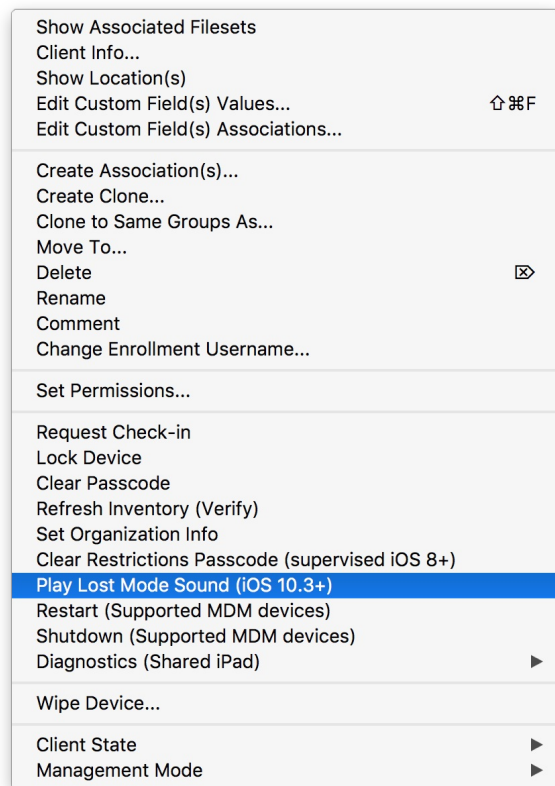 Show Associated Filesets
Client Info...
Show Location(s)
Edit Custom Field(s) Values... ⇧⌘F
Edit Custom Field(s) Associations...
Create Association(s)...
Create Clone...
Clone to Same Groups As...
Move To...
Delete ⌦
Rename
Comment
Change Enrollment Username...
Set Permissions...
Request Check-in
Lock Device
Clear Passcode
Refresh Inventory (Verify)
Set Organization Info
Clear Restrictions Passcode (supervised iOS 8+)
Play Lost Mode Sound (iOS 10.3+)
Restart (Supported MDM devices)
Shutdown (Supported MDM devices)
Diagnostics (Shared iPad)
Wipe Device...
Client State
Management Mode